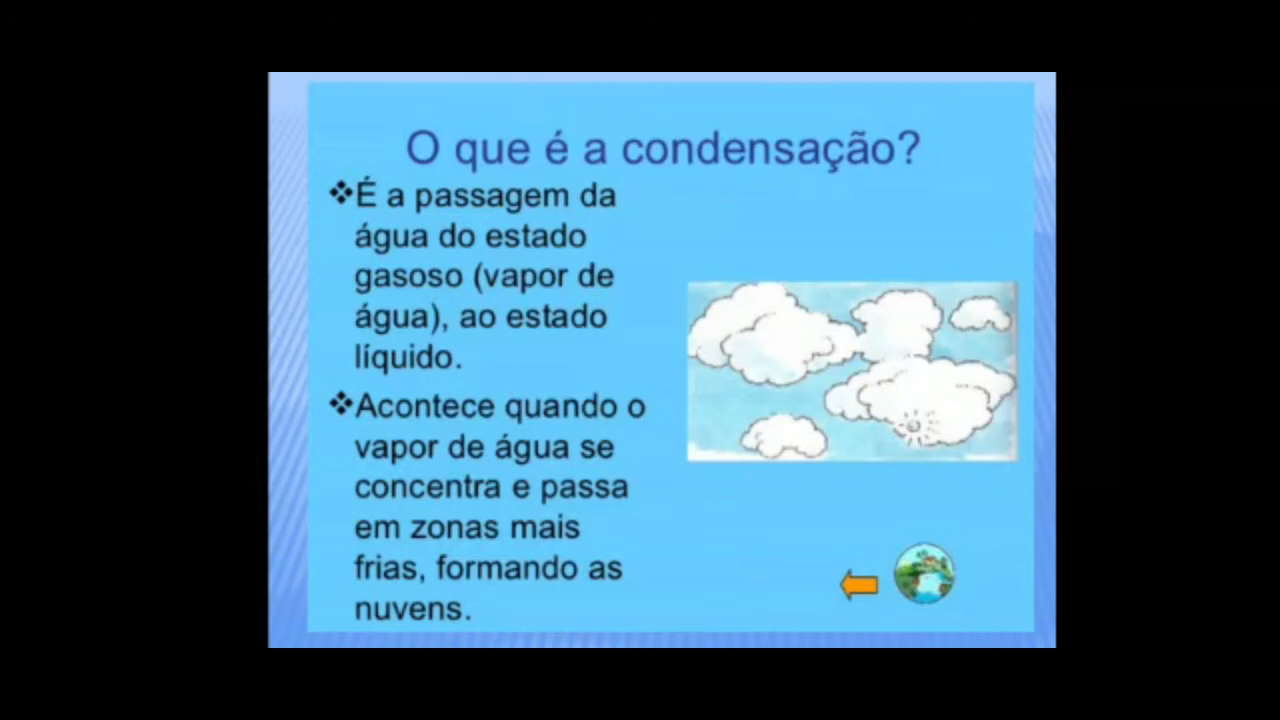 O que é a condensação?
❖É a passagem da
água do estado
gasoso (vapor de
água), ao estado
líquido.
❖Acontece quando o
vapor de água se
concentra e passa
em zonas mais
frias, formando as
nuvens.